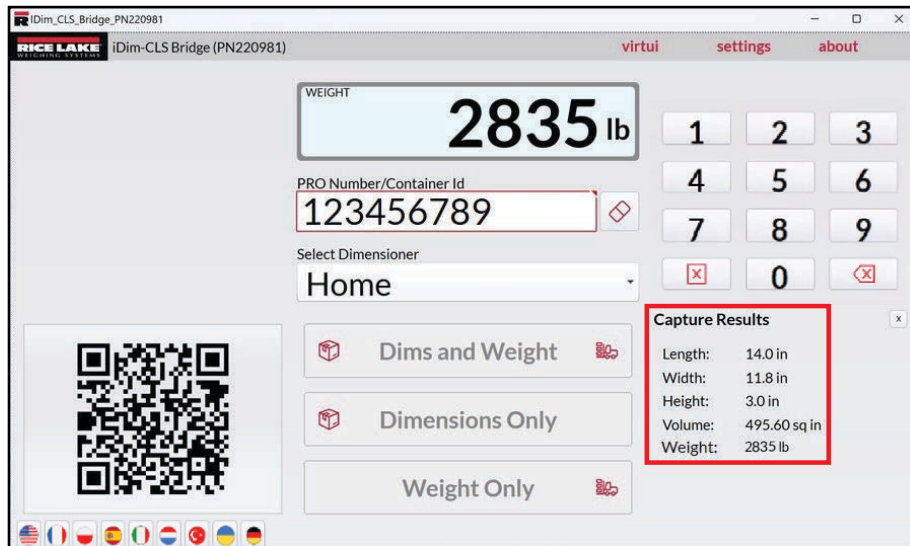 IDim_CLS_Bridge_PN220981
RICE LAKE
WEIGHING SYSTEMS
iDim-CLS Bridge (PN220981)
virtui
settings
about
WEIGHT
2835 lb
PRO Number/Container Id
123456789
Select Dimensioner
Home
1 2 3
4 5 6
7 8 9
0
Dims and Weight
Dimensions Only
Weight Only
Capture Results
x
Length: 14.0 in
Width: 11.8 in
Height: 3.0 in
Volume: 495.60 sq in
Weight: 2835 lb